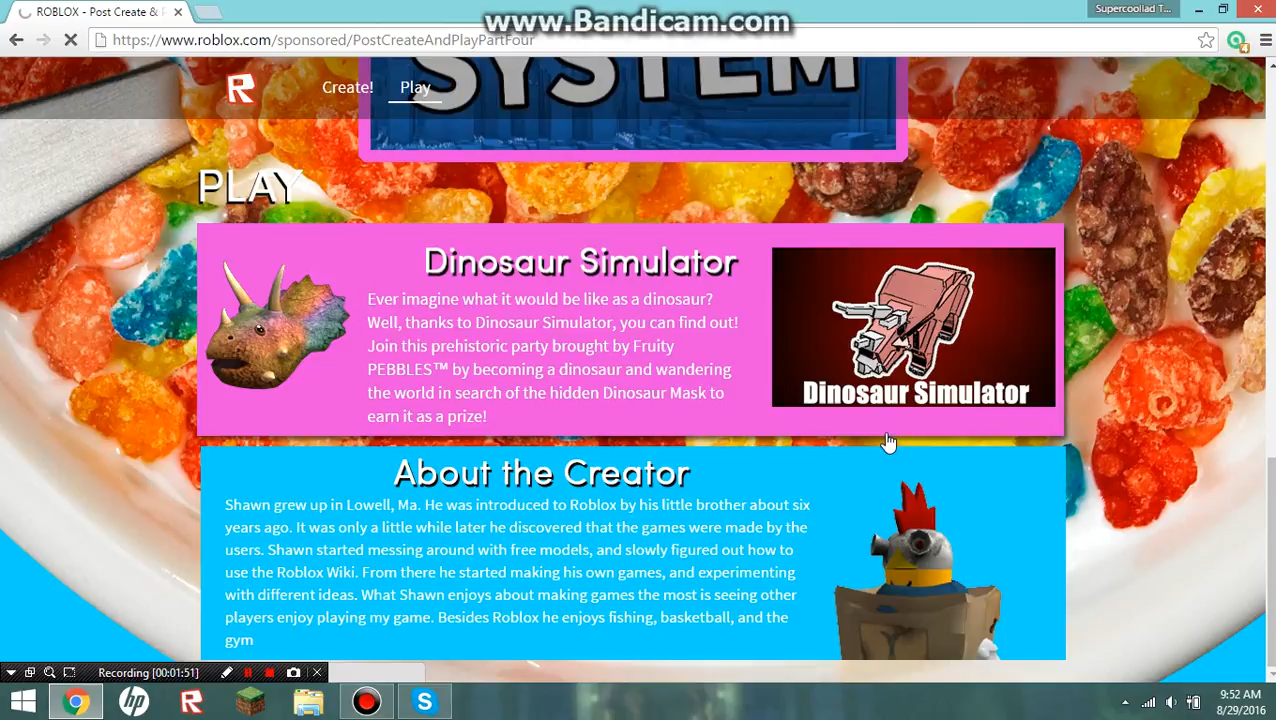 ROBLOX - Post Create & P
www.Bandicam.com
Supercoollad T...
https://www.roblox.com/sponsored/PostCreateAndPlayPartFour
4
SYSTEM
R
Create!
Play
PLAY
Dinosaur Simulator
Ever imagine what it would be like as a dinosaur?
Well, thanks to Dinosaur Simulator, you can find out!
Join this prehistoric party brought by Fruity
PEBBLES™ by becoming a dinosaur and wandering
the world in search of the hidden Dinosaur Mask to
earn it as a prize!
Dinosaur Simulator
About the Creator
Shawn grew up in Lowell, Ma. He was introduced to Roblox by his little brother about six
years ago. It was only a little while later he discovered that the games were made by the
users. Shawn started messing around with free models, and slowly figured out how to
use the Roblox Wiki. From there he started making his own games, and experimenting
with different ideas. What Shawn enjoys about making games the most is seeing other
players enjoy playing my game. Besides Roblox he enjoys fishing, basketball, and the
gym
Recording [00:01:51]
hp
R
S
9:52 AM
8/29/2016